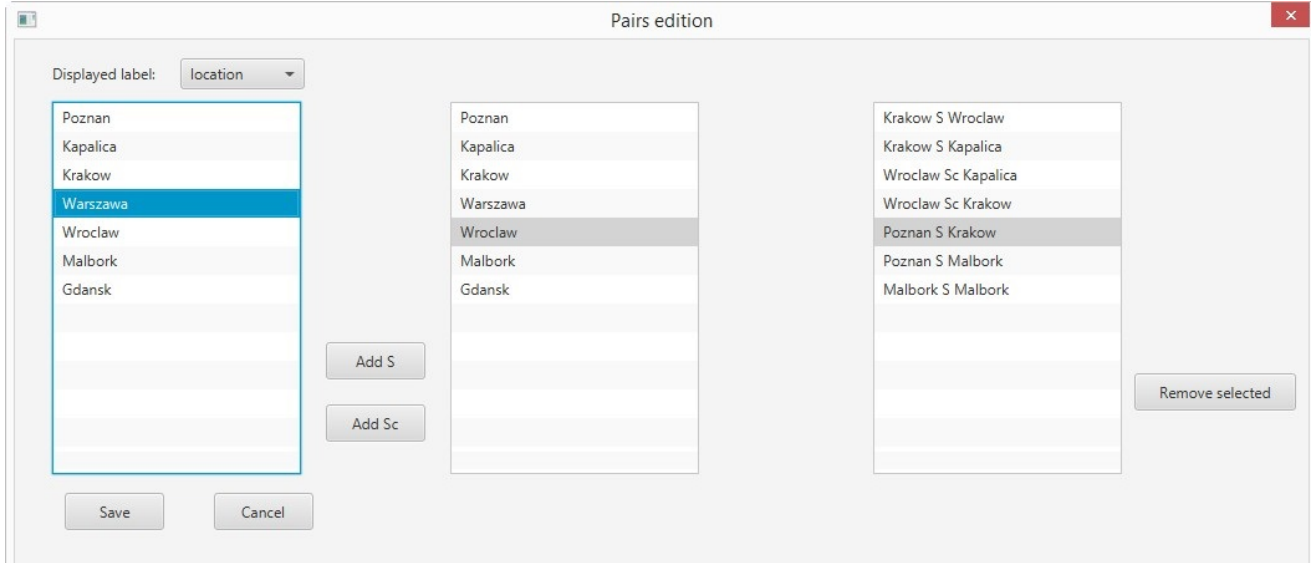 Pairs edition
Displayed label: location
Poznan
Kapalica
Krakow
Warszawa
Wroclaw
Malbork
Gdansk
Add S
Add Sc
Poznan
Kapalica
Krakow
Warszawa
Wroclaw
Malbork
Gdansk
Krakow S Wroclaw
Krakow S Kapalica
Wroclaw Sc Kapalica
Wroclaw Sc Krakow
Poznan S Krakow
Poznan S Malbork
Malbork S Malbork
Remove selected
Save
Cancel